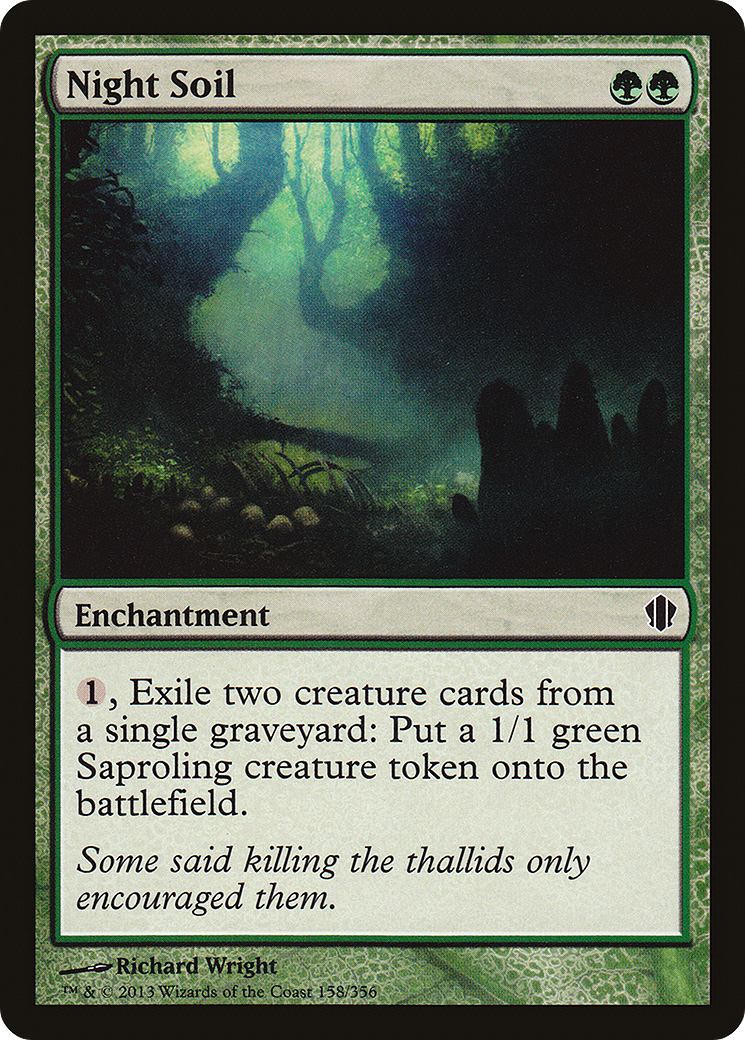 Night Soil
Enchantment
1, Exile two creature cards from
a single graveyard: Put a 1/1 green
Saproling creature token onto the
battlefield.
Some said killing the thallids only
encouraged them.
Richard Wright
™ & © 2013 Wizards of the Coast 158/356